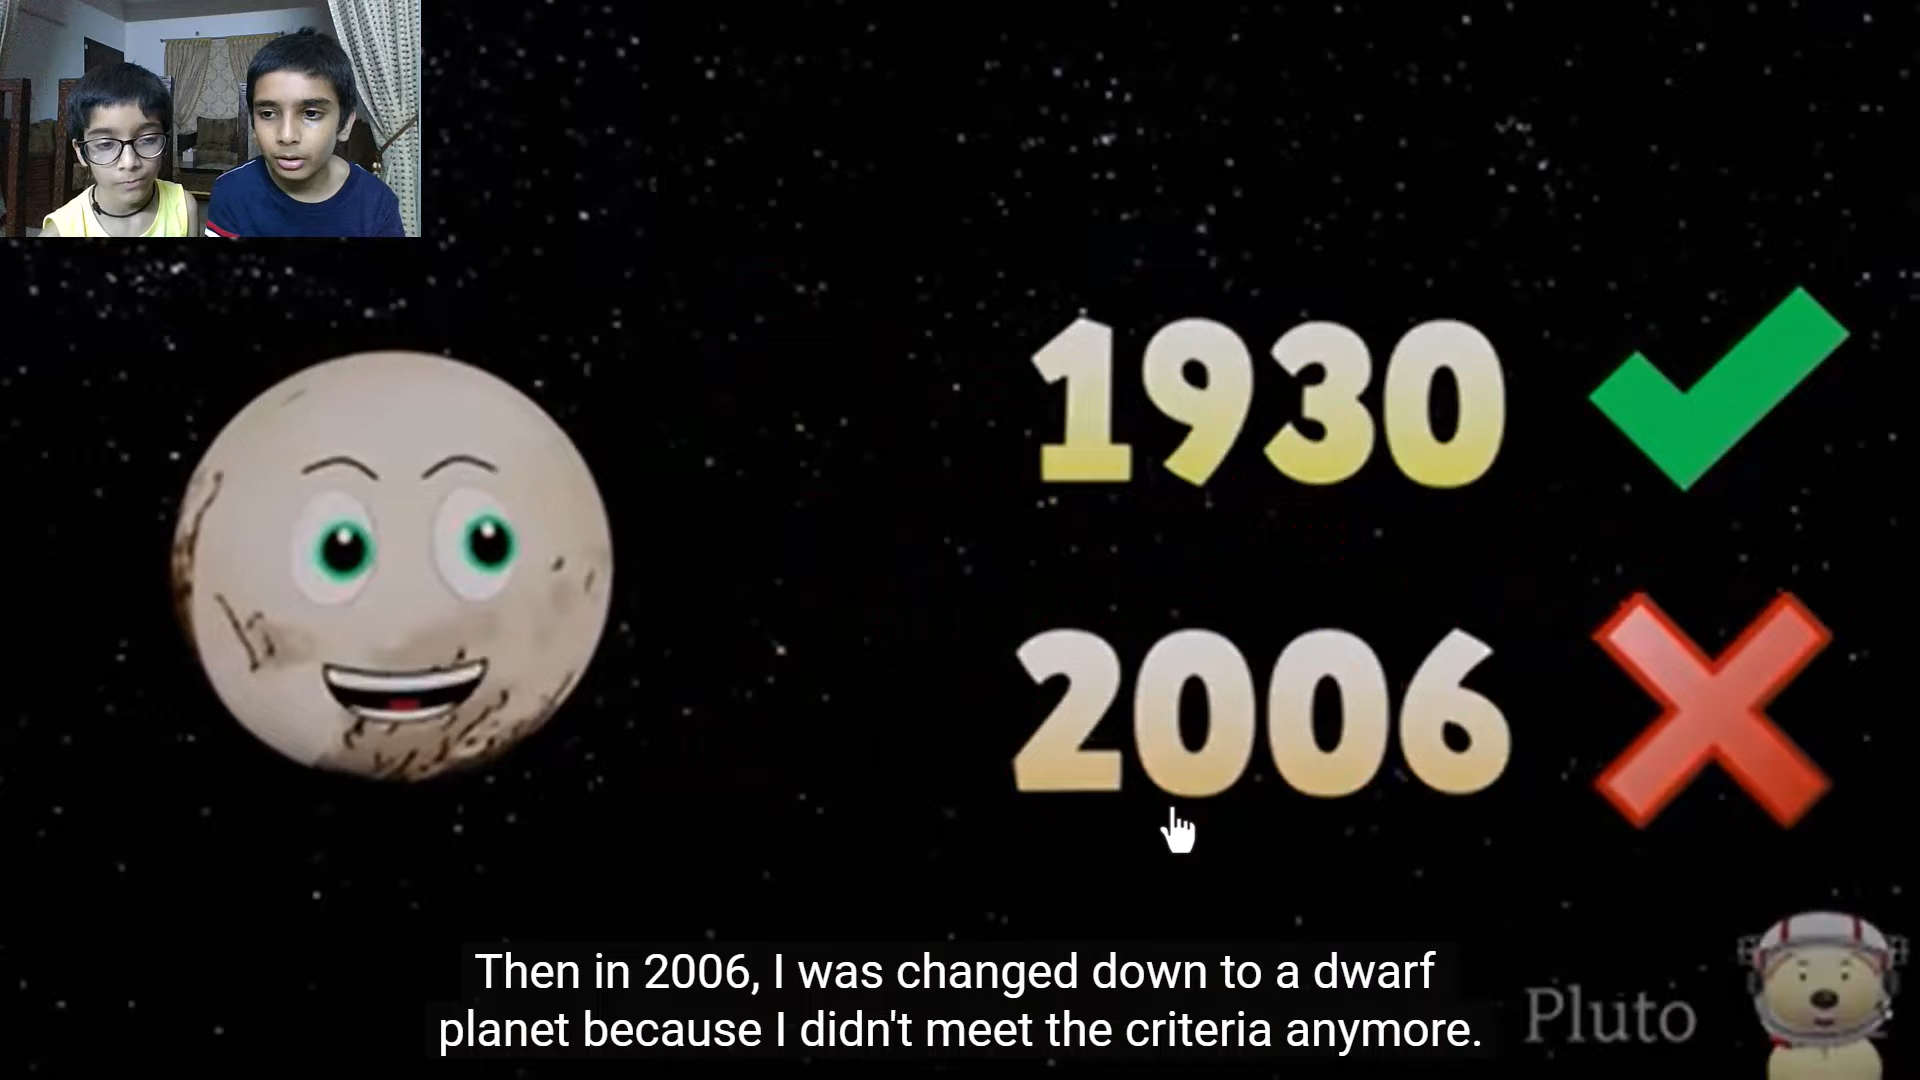 1930
2006
Then in 2006, I was changed down to a dwarf
planet because I didn't meet the criteria anymore.
Pluto